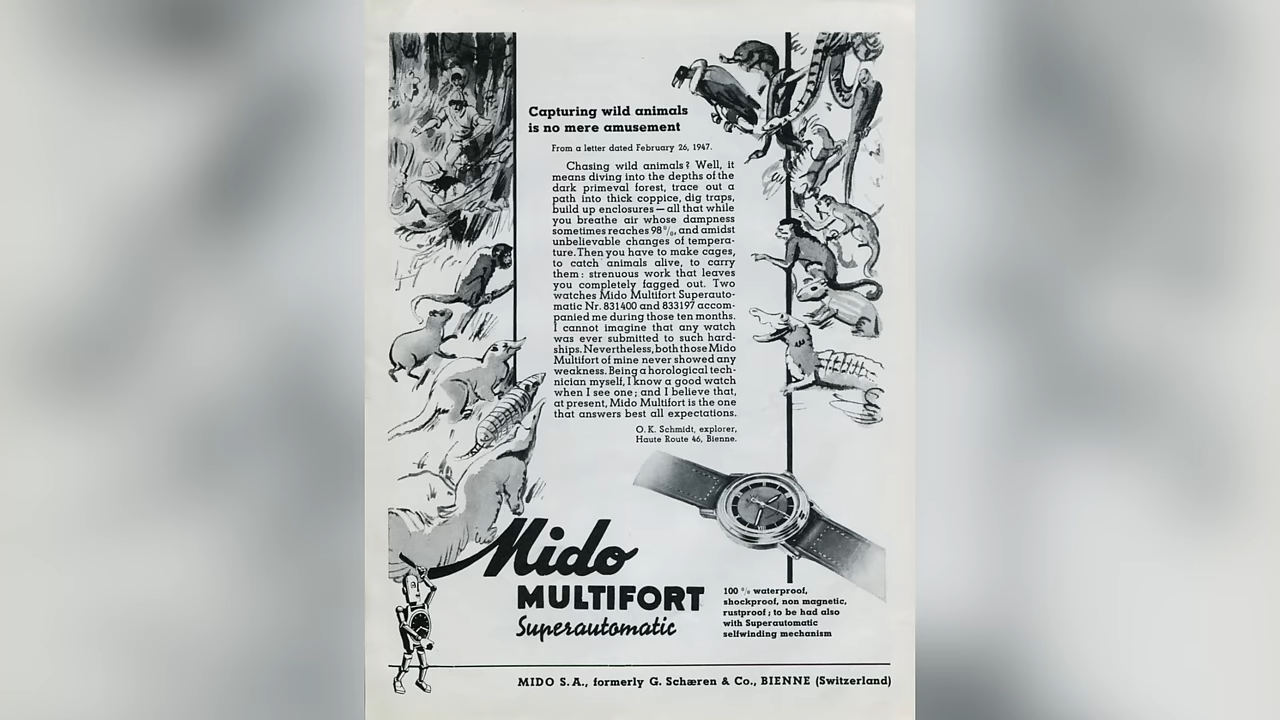 Capturing wild animals
is no mere amusement
From a letter dated February 26, 1947.
Chasing wild animals? Well, it
means diving into the depths of the
dark primeval forest, trace out a
path into thick coppice, dig traps,
build up enclosures — all that while
you breathe air whose dampness
sometimes reaches 98%, and amidst
unbelievable changes of tempera-
ture. Then you have to make cages,
to catch animals alive, to carry
them: strenuous work that leaves
you completely fagged out. Two
watches Mido Multifort Superauto-
matic Nr. 831400 and 833197 accom-
panied me during those ten months.
I cannot imagine that any watch
was ever submitted to such hard-
ships. Nevertheless, both those Mido
Multifort of mine never showed any
weakness. Being a horological tech-
nician myself, I know a good watch
when I see one; and I believe that,
at present, Mido Multifort is the one
that answers best all expectations.
O. K. Schmidt, explorer,
Haute Route 46, Bienne.
Mido
MULTIFORT
Superautomatic
100 % waterproof,
shockproof, non magnetic,
rustproof; to be had also
with Superautomatic
selfwinding mechanism
MIDO S.A., formerly G. Schæren & Co., BIENNE (Switzerland)